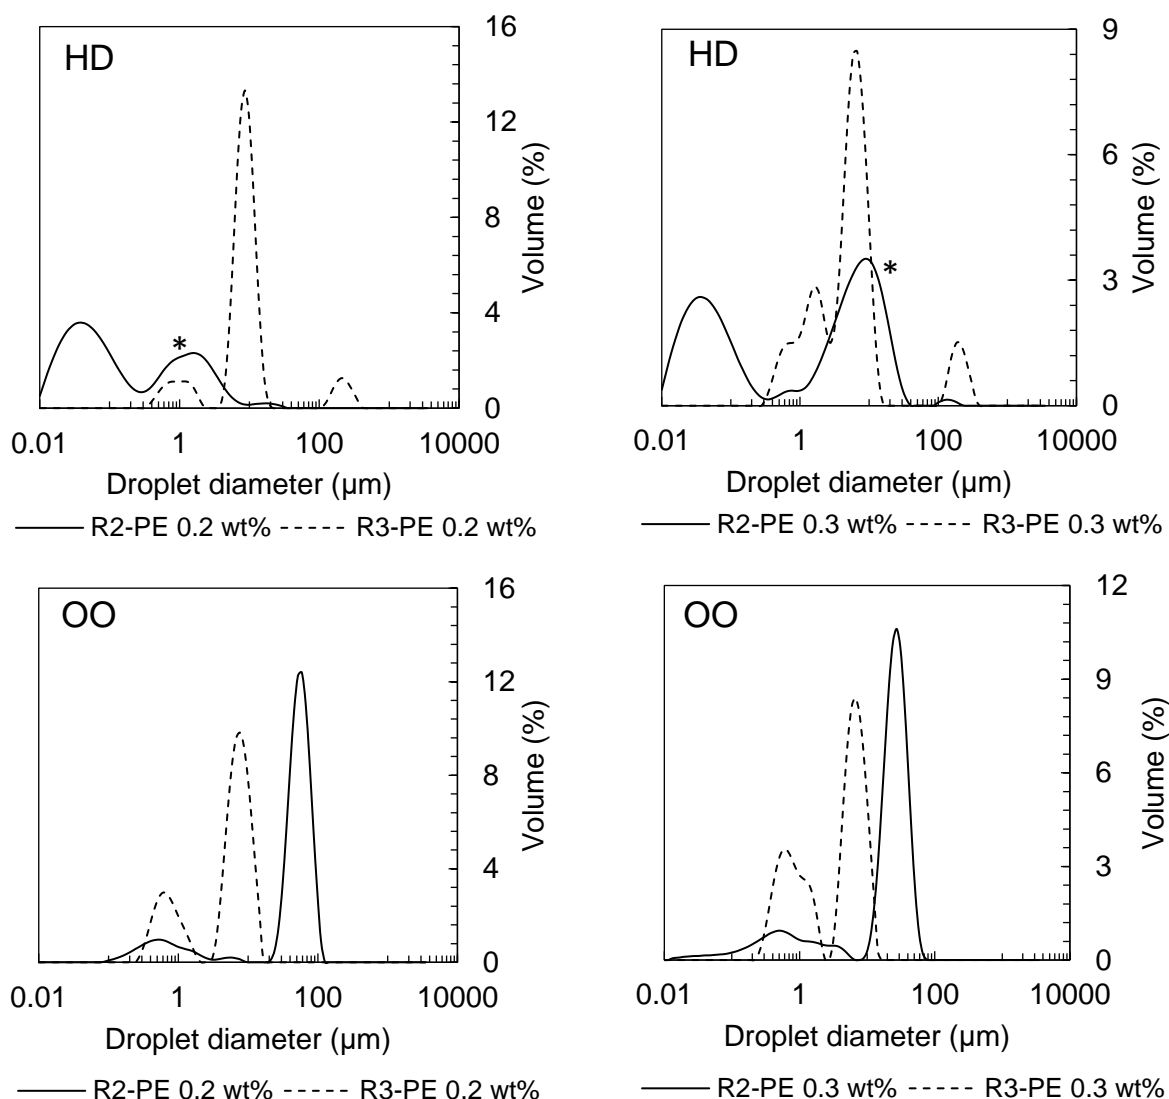 HD
*
16
12
8
4
0
Volume (%)
0.01 1 100 10000
Droplet diameter (µm)
R2-PE 0.2 wt% R3-PE 0.2 wt%
HD
*
9
6
3
0
Volume (%)
0.01 1 100 10000
Droplet diameter (µm)
R2-PE 0.3 wt% R3-PE 0.3 wt%
OO
16
12
8
4
0
Volume (%)
0.01 1 100 10000
Droplet diameter (µm)
R2-PE 0.2 wt% R3-PE 0.2 wt%
OO
12
9
6
3
0
Volume (%)
0.01 1 100 10000
Droplet diameter (µm)
R2-PE 0.3 wt% R3-PE 0.3 wt%